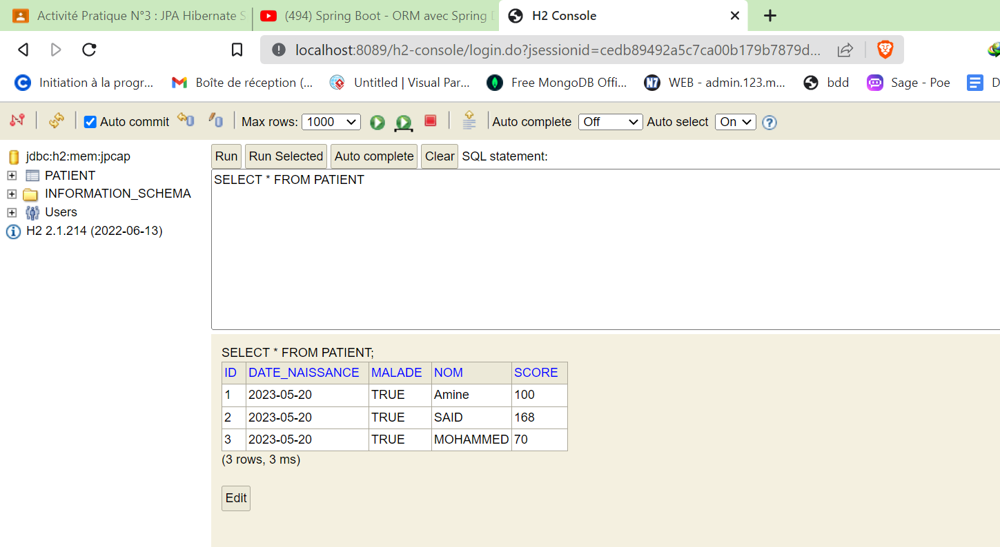 Activité Pratique N°3 : JPA Hibernate S
(494) Spring Boot - ORM avec Spring D
H2 Console
localhost:8089/h2-console/login.do?jsessionid=cedb89492a5c7ca00b179b7879d...
Initiation à la progr...
Boîte de réception (...
Untitled | Visual Par...
Free MongoDB Offi...
N7 WEB - admin.123.m...
bdd
Sage - Poe
D
Auto commit Max rows: 1000 Auto complete Off Auto select On
jdbc:h2:mem:jpcap
PATIENT
INFORMATION_SCHEMA
Users
H2 2.1.214 (2022-06-13)
Run Run Selected Auto complete Clear SQL statement:
SELECT * FROM PATIENT
SELECT * FROM PATIENT;
ID DATE_NAISSANCE MALADE NOM SCORE
1 2023-05-20 TRUE Amine 100
2 2023-05-20 TRUE SAID 168
3 2023-05-20 TRUE MOHAMMED 70
(3 rows, 3 ms)
Edit